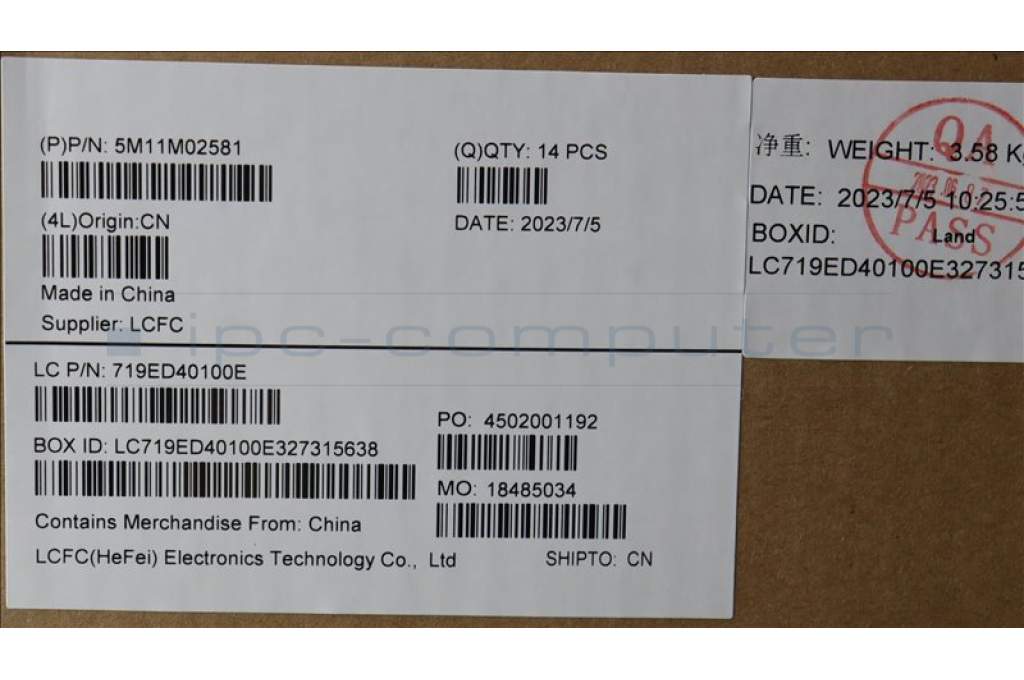 (P)P/N: 5M11M02581
(Q)QTY: 14 PCS
(4L)Origin:CN
DATE: 2023/7/5
Made in China
Supplier: LCFC
LC P/N: 719ED40100E
PO: 4502001192
BOX ID: LC719ED40100E327315638
MO: 18485034
Contains Merchandise From: China
LCFC(HeFei) Electronics Technology Co., Ltd
SHIPTO: CN
净重: WEIGHT: 3.58 K
DATE: 2023/7/5 10:25:5
BOXID: Land
LC719ED40100E327315
QA
PASS
ipc-computer